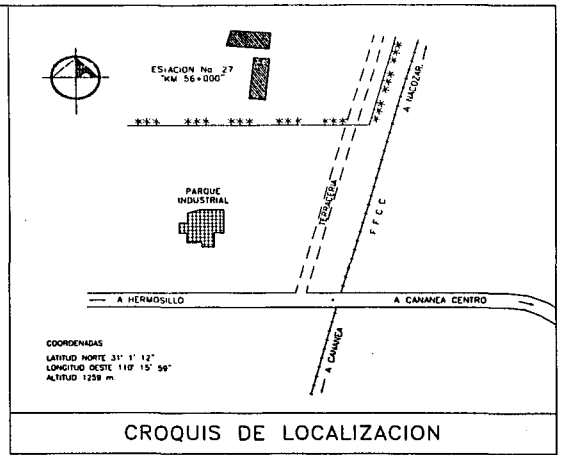 ESTACION No. 27
"KM 56+000"
A NACOZAR.
PARQUE
INDUSTRIAL
TERRACERIA
F F C C
A HERMOSILLO
A CANANEA CENTRO
A CANANEA
COORDENADAS
LATITUD NORTE 31° 1' 12"
LONGITUD OESTE 110° 15' 59"
ALTITUD 1259 m.
CROQUIS DE LOCALIZACION